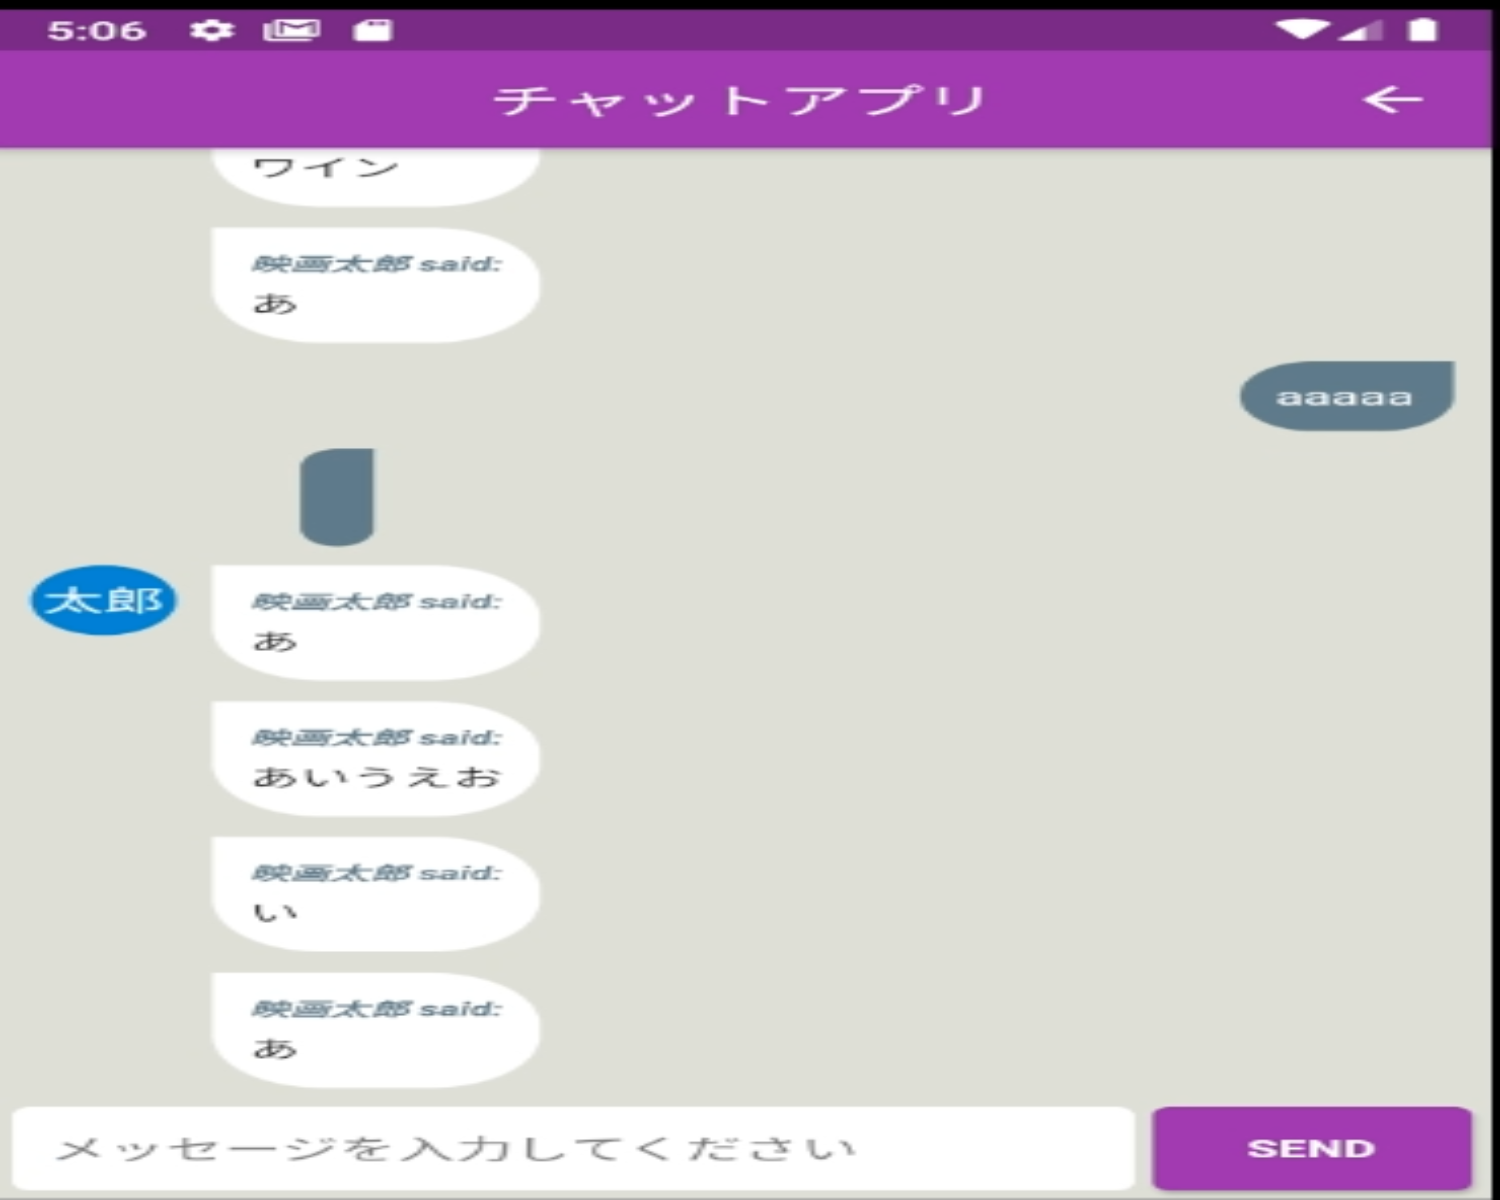 5:06
チャットアプリ
ワイン
映画太郎 said:
あ
aaaaa
太郎
映画太郎 said:
あ
映画太郎 said:
あいうえお
映画太郎 said:
い
映画太郎 said:
あ
メッセージを入力してください
SEND